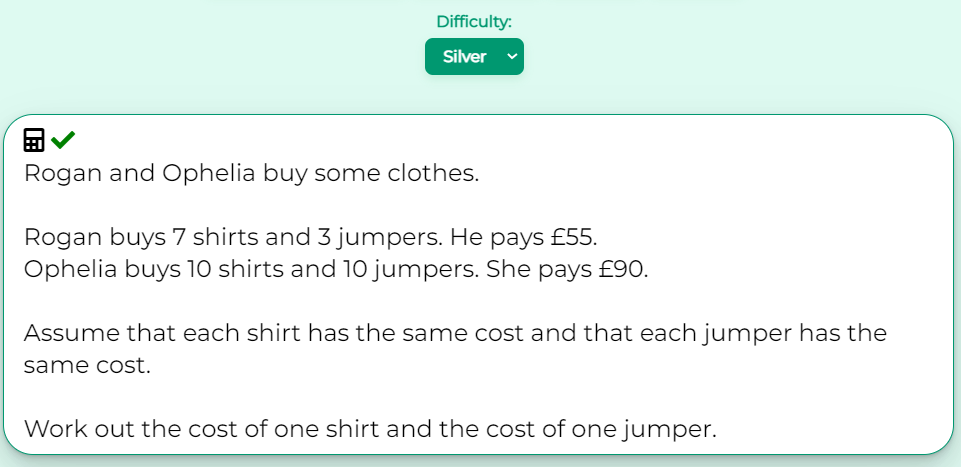 Difficulty:
Silver
Rogan and Ophelia buy some clothes.
Rogan buys 7 shirts and 3 jumpers. He pays £55.
Ophelia buys 10 shirts and 10 jumpers. She pays £90.
Assume that each shirt has the same cost and that each jumper has the
same cost.
Work out the cost of one shirt and the cost of one jumper.